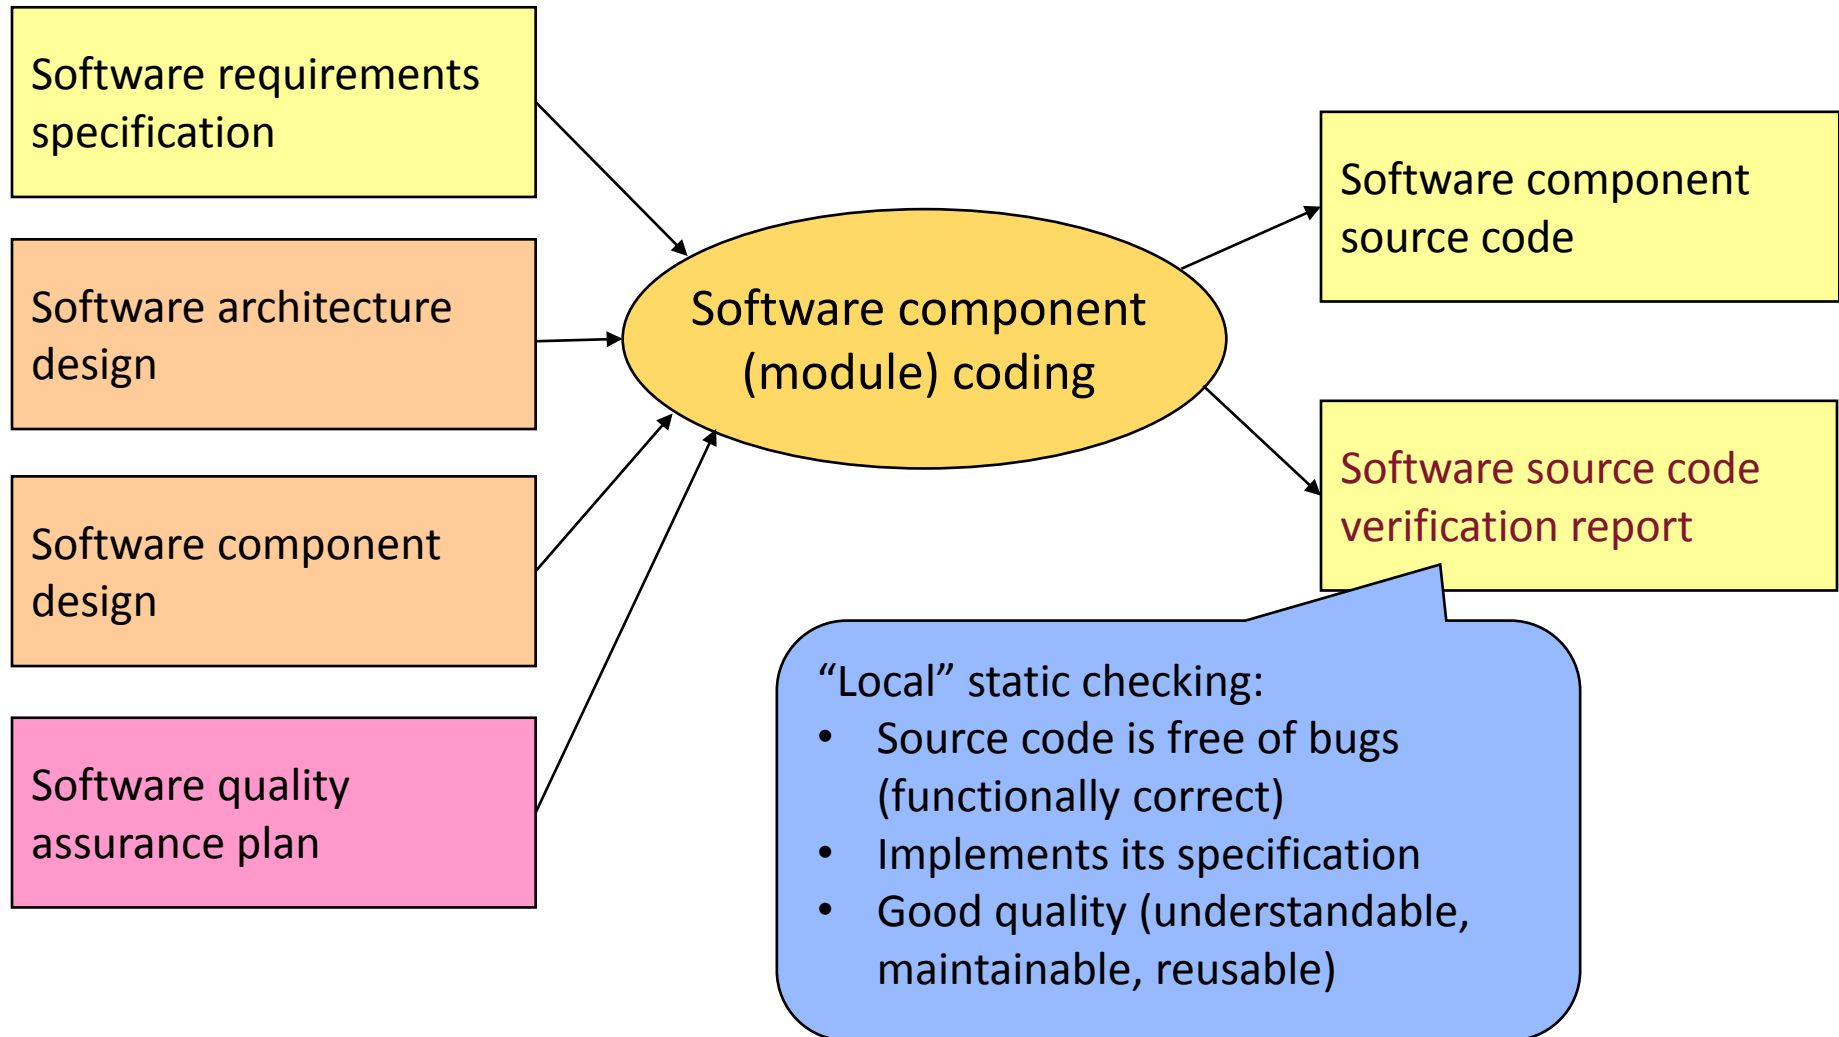 Software requirements
specification
Software architecture
design
Software component
design
Software quality
assurance plan
Software component
(module) coding
Software component
source code
Software source code
verification report
“Local” static checking:
• Source code is free of bugs
(functionally correct)
• Implements its specification
• Good quality (understandable,
maintainable, reusable)